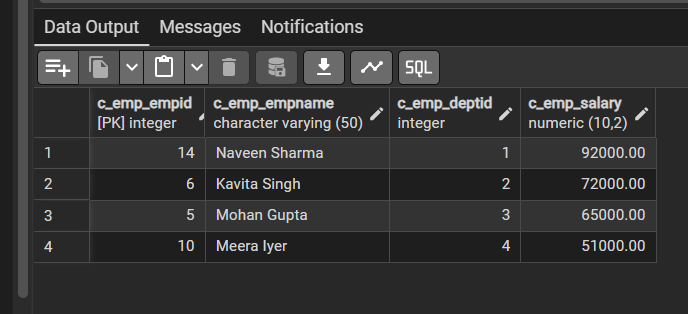 Data Output Messages Notifications
SQL
c_emp_empid c_emp_empname c_emp_deptid c_emp_salary
[PK] integer character varying (50) integer numeric (10,2)
1 14 Naveen Sharma 1 92000.00
2 6 Kavita Singh 2 72000.00
3 5 Mohan Gupta 3 65000.00
4 10 Meera Iyer 4 51000.00